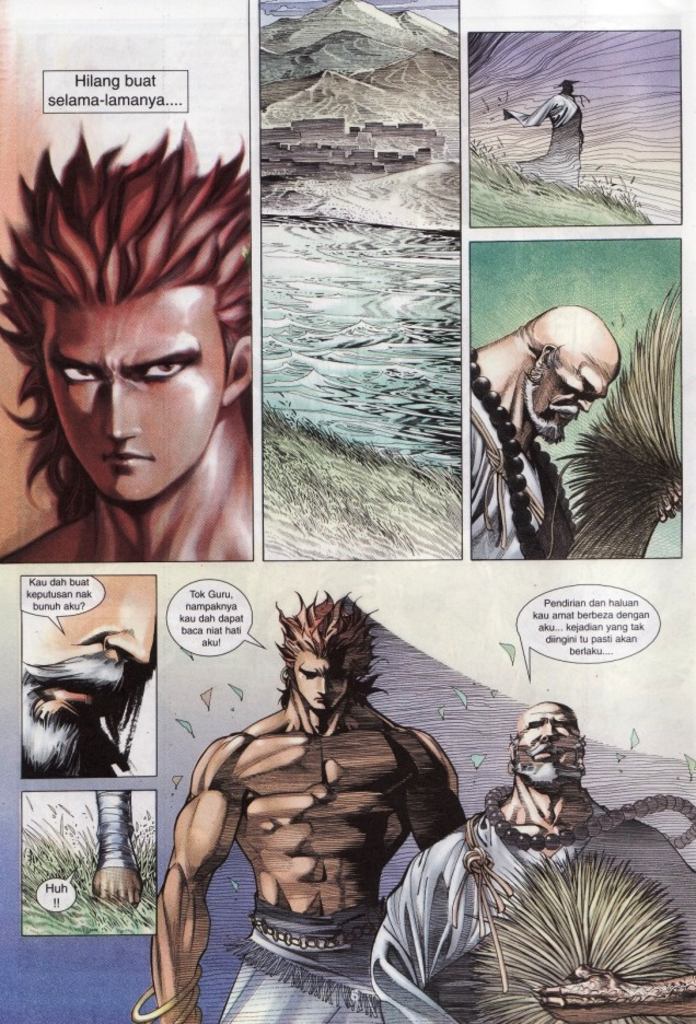 Hilang buat
selama-lamanya....
Kau dah buat
keputusan nak
bunuh aku?
Huh
!!
Tok Guru,
nampaknya
kau dah dapat
baca niat hati
aku!
Pendirian dan haluan
kau amat berbeza dengan
aku... kejadian yang tak
diingini tu pasti akan
berlaku....